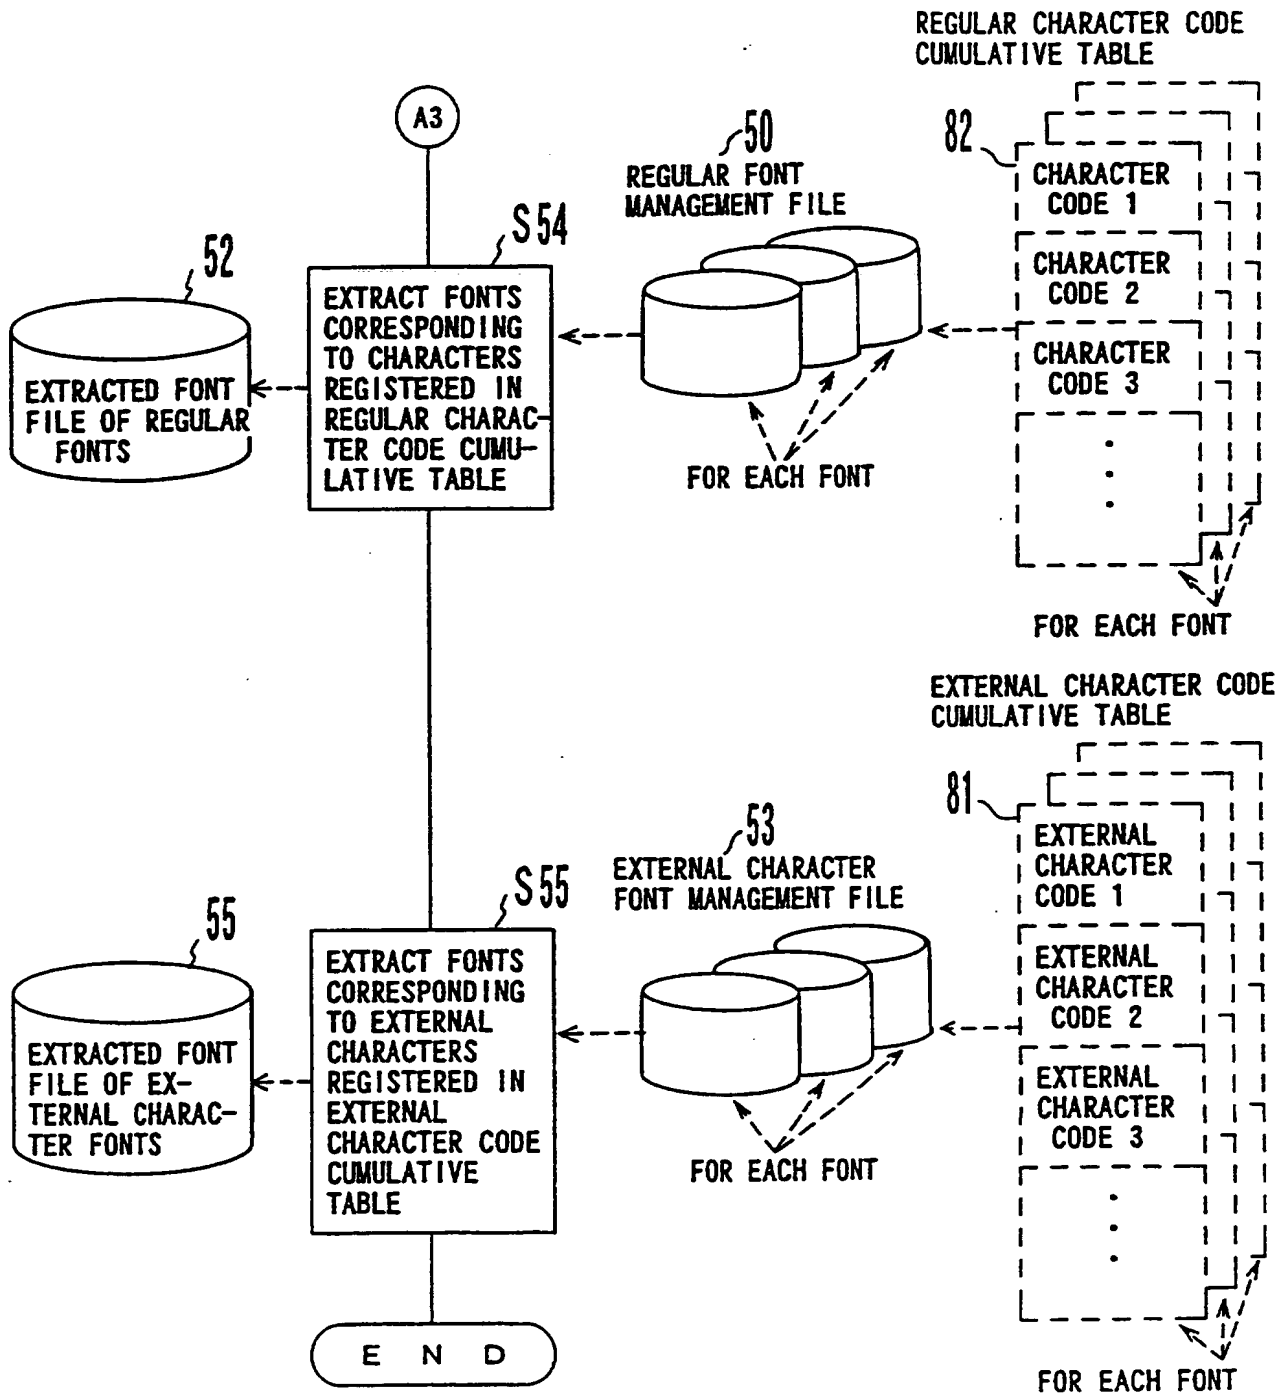 REGULAR CHARACTER CODE
CUMULATIVE TABLE
A3
50
82
REGULAR FONT
MANAGEMENT FILE
CHARACTER
CODE 1
S54
52
EXTRACT FONTS
CORRESPONDING
TO CHARACTERS
REGISTERED IN
REGULAR CHARAC-
TER CODE CUMU-
LATIVE TABLE
CHARACTER
CODE 2
CHARACTER
CODE 3
EXTRACTED FONT
FILE OF REGULAR
FONTS
FOR EACH FONT
FOR EACH FONT
EXTERNAL CHARACTER CODE
CUMULATIVE TABLE
81
53
EXTERNAL CHARACTER
FONT MANAGEMENT FILE
EXTERNAL
CHARACTER
CODE 1
S55
55
EXTRACT FONTS
CORRESPONDING
TO EXTERNAL
CHARACTERS
REGISTERED IN
EXTERNAL
CHARACTER CODE
CUMULATIVE
TABLE
EXTERNAL
CHARACTER
CODE 2
EXTERNAL
CHARACTER
CODE 3
EXTRACTED FONT
FILE OF EX-
TERNAL CHARAC-
TER FONTS
FOR EACH FONT
END
FOR EACH FONT